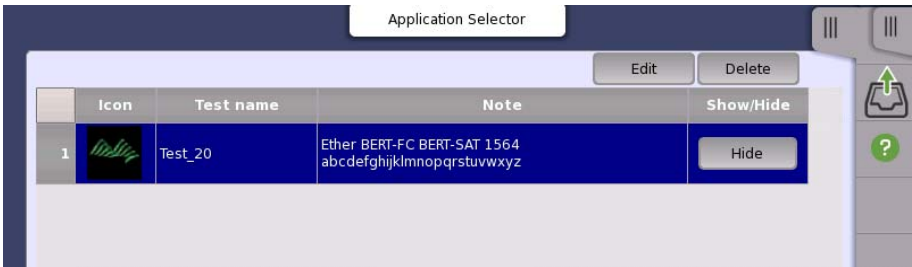 Application Selector
Edit
Delete
Icon
Test name
Note
Show/Hide
1
Test_20
Ether BERT-FC BERT-SAT 1564
abcdefghijklmnopqrstuvwxyz
Hide
?